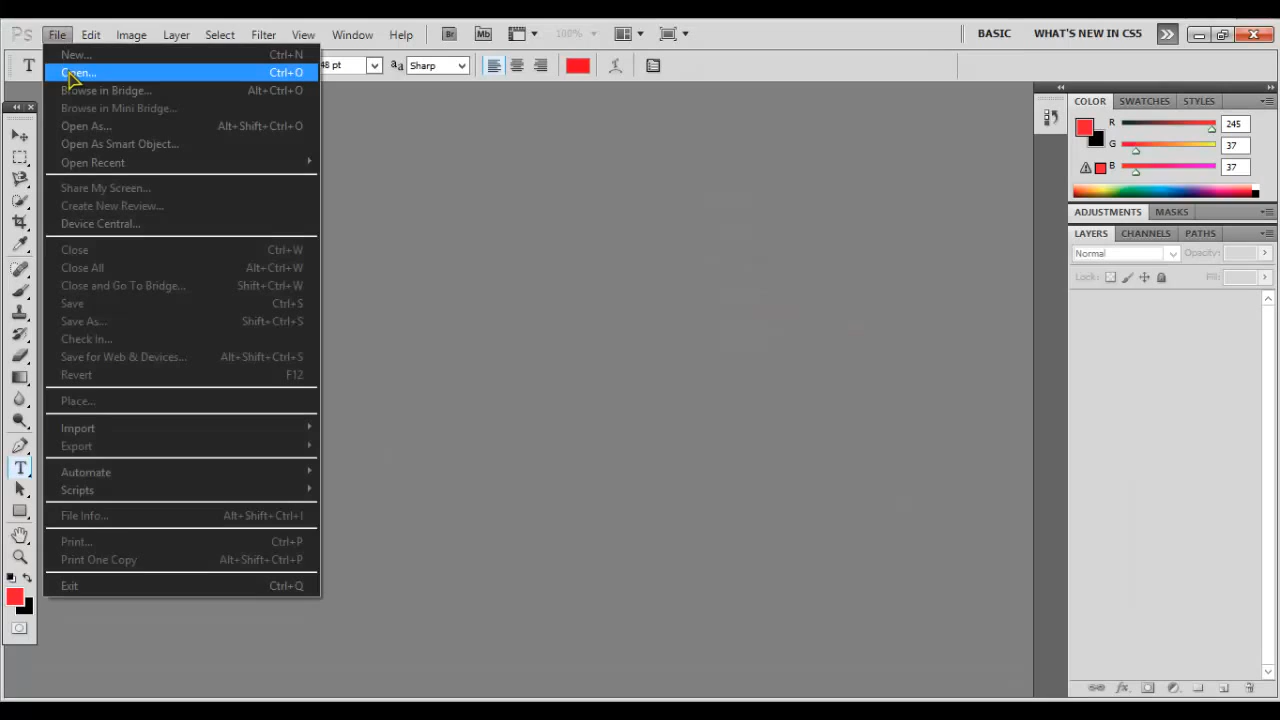 Ps File Edit Image Layer Select Filter View Window Help Br Mb 100% BASIC WHAT'S NEW IN CS5
T 48 pt aa Sharp
New... Ctrl+N
Open... Ctrl+O
Browse in Bridge... Alt+Ctrl+O
Browse in Mini Bridge...
Open As... Alt+Shift+Ctrl+O
Open As Smart Object...
Open Recent
Share My Screen...
Create New Review...
Device Central...
Close Ctrl+W
Close All Alt+Ctrl+W
Close and Go To Bridge... Shift+Ctrl+W
Save Ctrl+S
Save As... Shift+Ctrl+S
Check In...
Save for Web & Devices... Alt+Shift+Ctrl+S
Revert F12
Place...
Import
Export
Automate
Scripts
File Info... Alt+Shift+Ctrl+I
Print... Ctrl+P
Print One Copy Alt+Shift+Ctrl+P
Exit Ctrl+Q
T
COLOR SWATCHES STYLES
R 245
G 37
B 37
ADJUSTMENTS MASKS
LAYERS CHANNELS PATHS
Normal Opacity:
Lock: Fill: